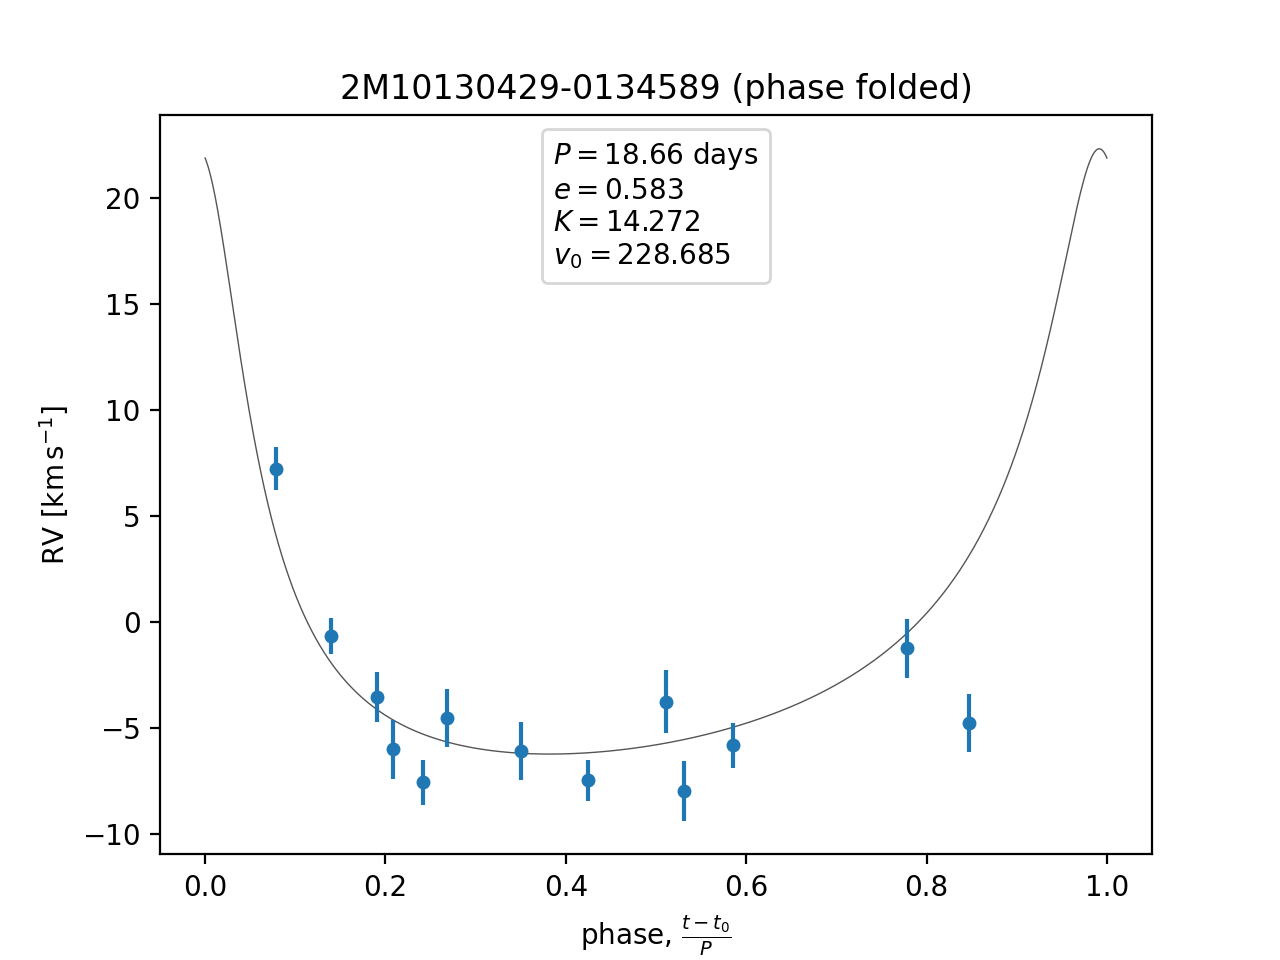 2M10130429-0134589 (phase folded)
P = 18.66 days
e = 0.583
K = 14.272
v₀ = 228.685
RV [km s⁻¹]
20
15
10
5
0
−5
−10
0.0 0.2 0.4 0.6 0.8 1.0
phase, (t − t₀)/P